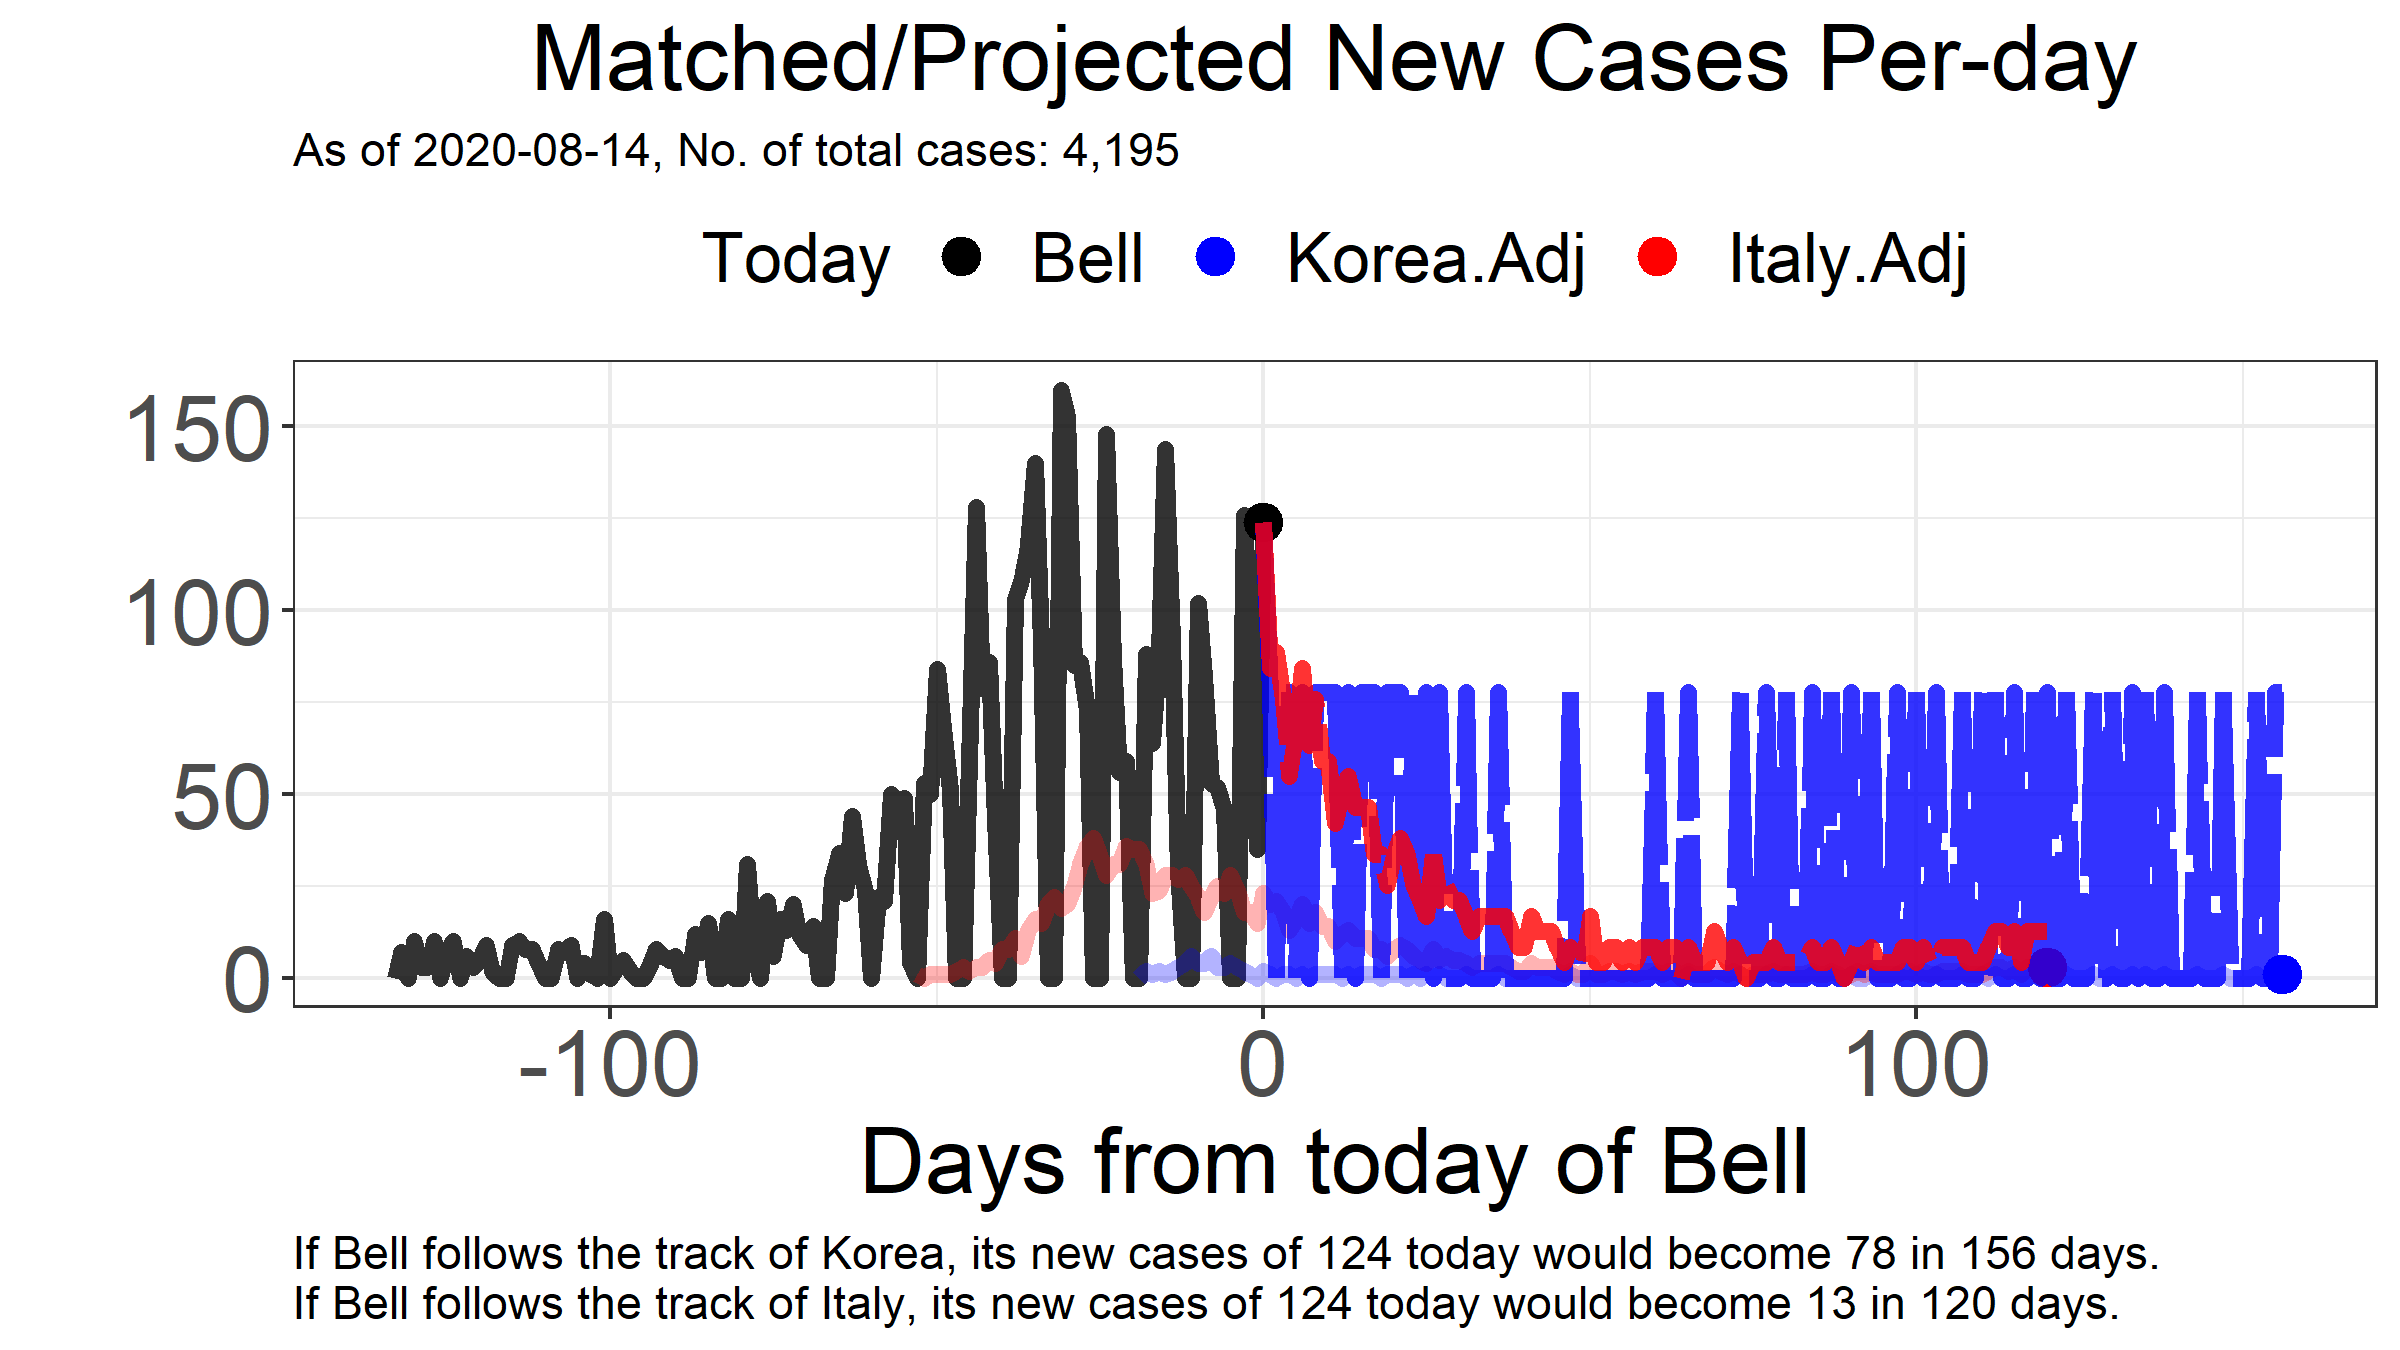 Matched/Projected New Cases Per-day
As of 2020-08-14, No. of total cases: 4,195
Today Bell Korea.Adj Italy.Adj
150
100
50
0
-100 0 100
Days from today of Bell
If Bell follows the track of Korea, its new cases of 124 today would become 78 in 156 days.
If Bell follows the track of Italy, its new cases of 124 today would become 13 in 120 days.